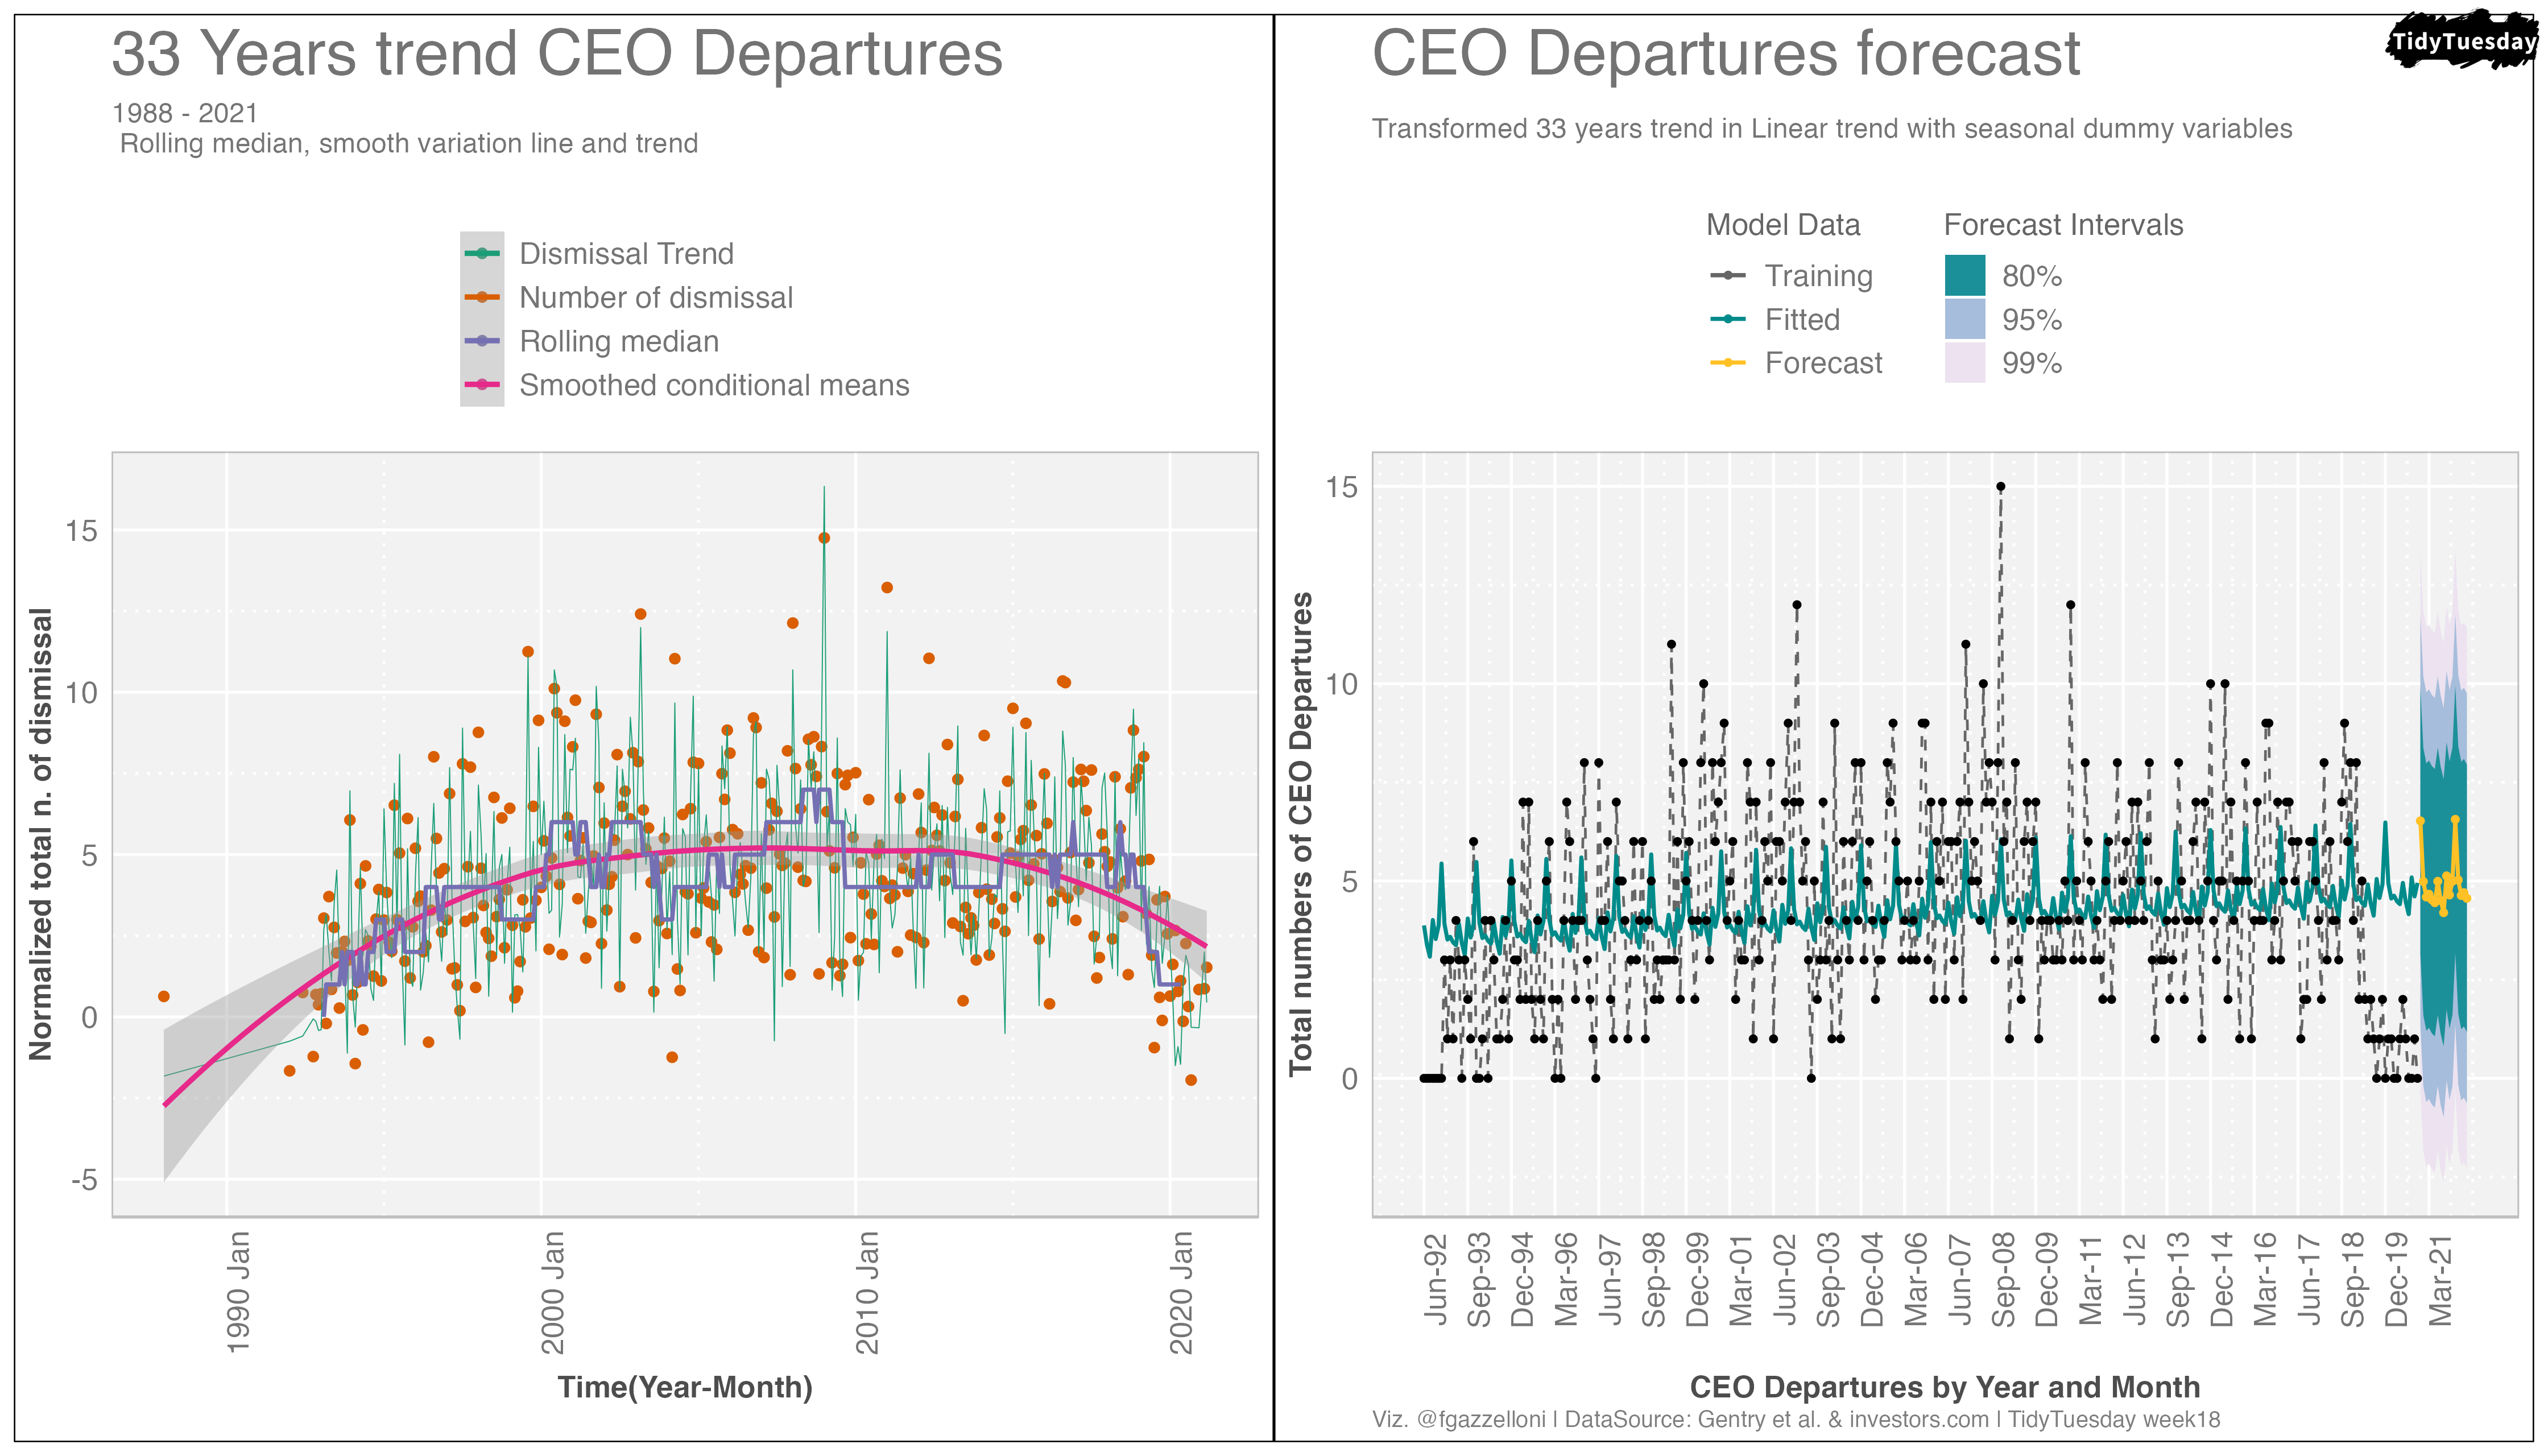 33 Years trend CEO Departures
1988 - 2021
Rolling median, smooth variation line and trend
Dismissal Trend
Number of dismissal
Rolling median
Smoothed conditional means
Normalized total n. of dismissal
15
10
5
0
-5
1990 Jan
2000 Jan
2010 Jan
2020 Jan
Time(Year-Month)
CEO Departures forecast
TidyTuesday
Transformed 33 years trend in Linear trend with seasonal dummy variables
Model Data
Training
Fitted
Forecast
Forecast Intervals
80%
95%
99%
Total numbers of CEO Departures
15
10
5
0
Jun-92
Sep-93
Dec-94
Mar-96
Jun-97
Sep-98
Dec-99
Mar-01
Jun-02
Sep-03
Dec-04
Mar-06
Jun-07
Sep-08
Dec-09
Mar-11
Jun-12
Sep-13
Dec-14
Mar-16
Jun-17
Sep-18
Dec-19
Mar-21
CEO Departures by Year and Month
Viz. @fgazzelloni | DataSource: Gentry et al. & investors.com | TidyTuesday week18